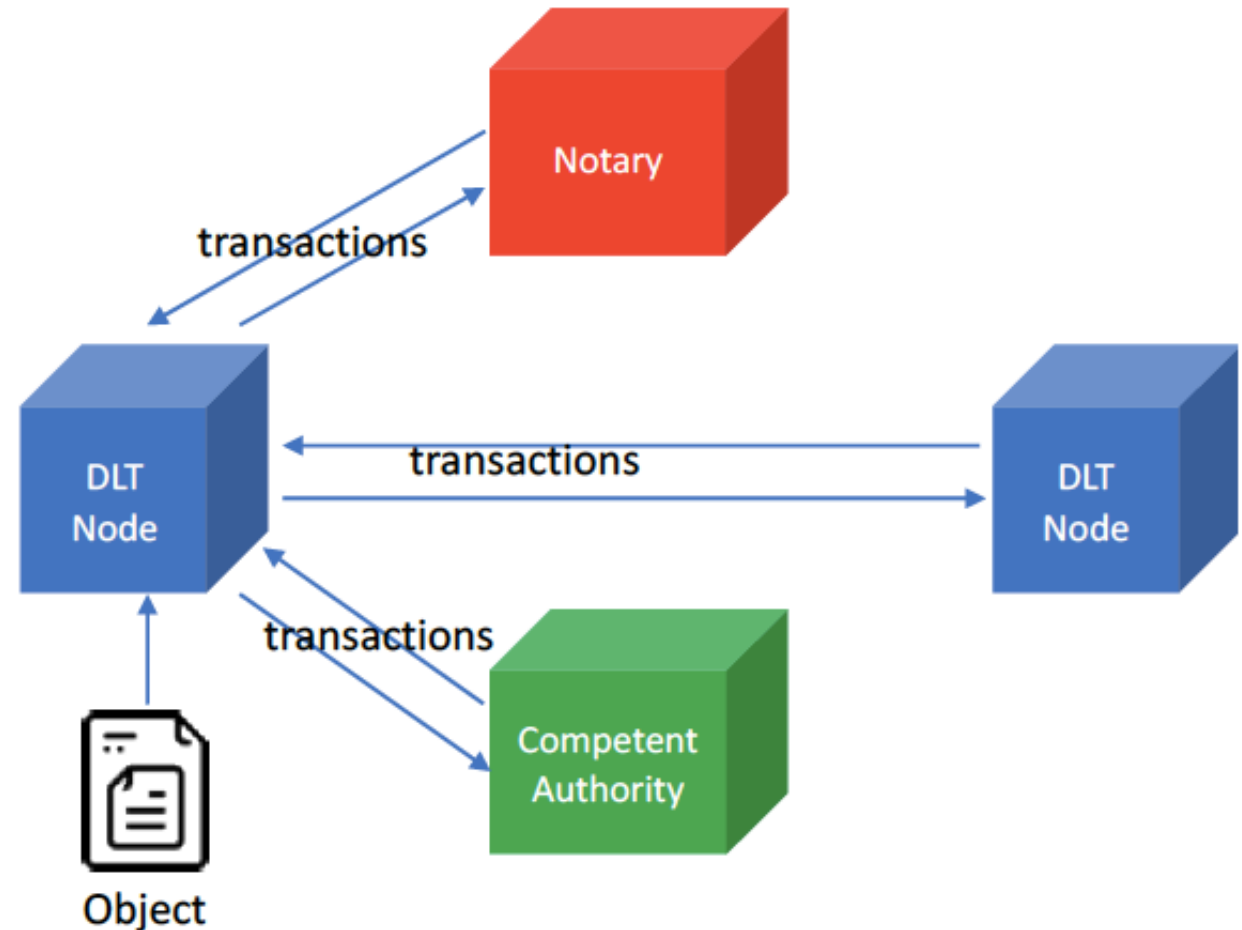 Notary
transactions
transactions
DLT
Node
DLT
Node
transactions
Competent
Authority
Object